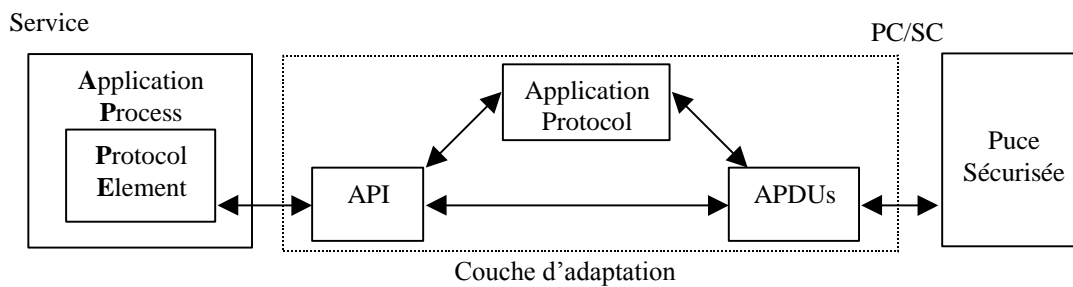 Service
PC/SC
Application
Process
Protocol
Element
API
Application
Protocol
APDUs
Puce
Sécurisée
Couche d'adaptation